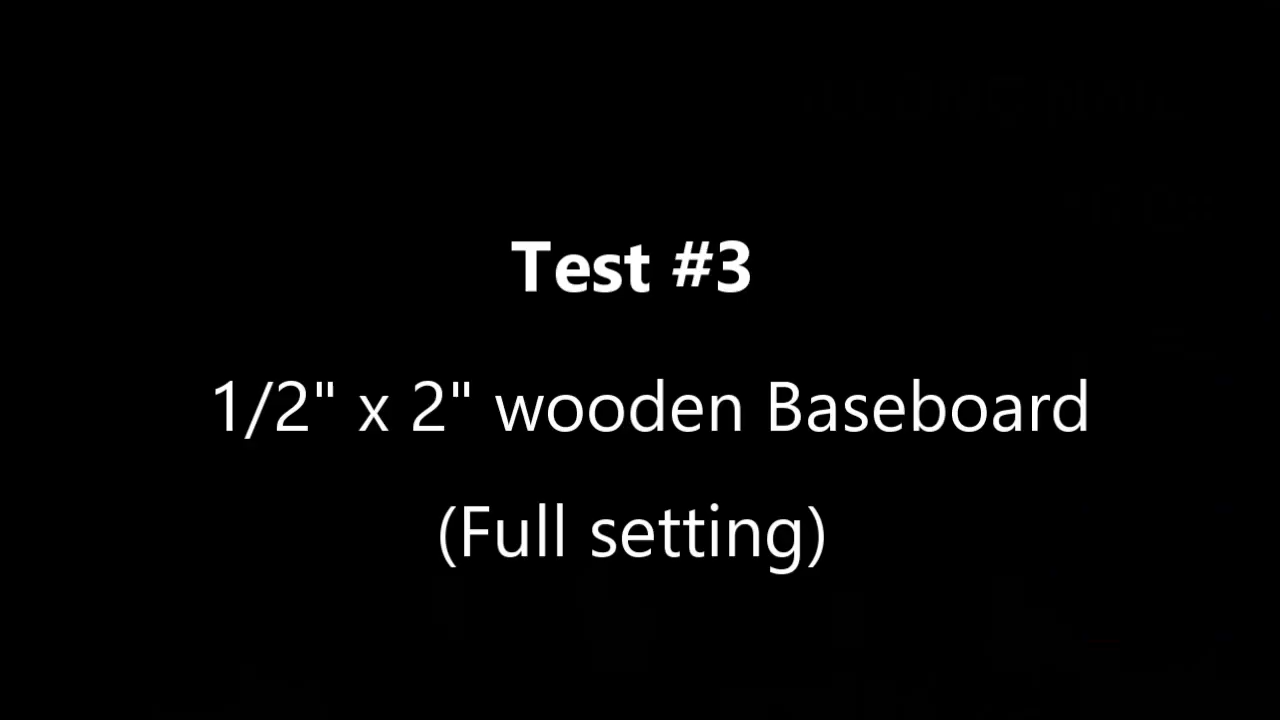 Test #3
1/2" x 2" wooden Baseboard
(Full setting)